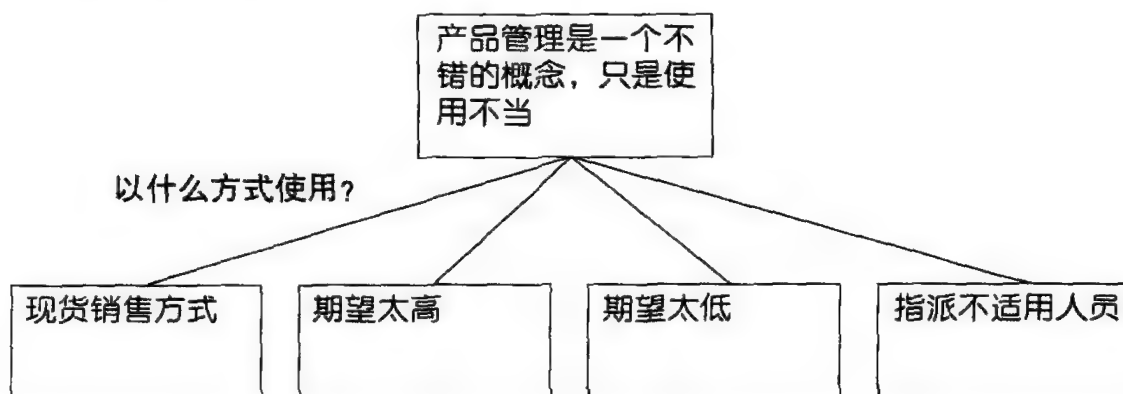 产品管理是一个不
错的概念，只是使
用不当
以什么方式使用?
现货销售方式
期望太高
期望太低
指派不适用人员